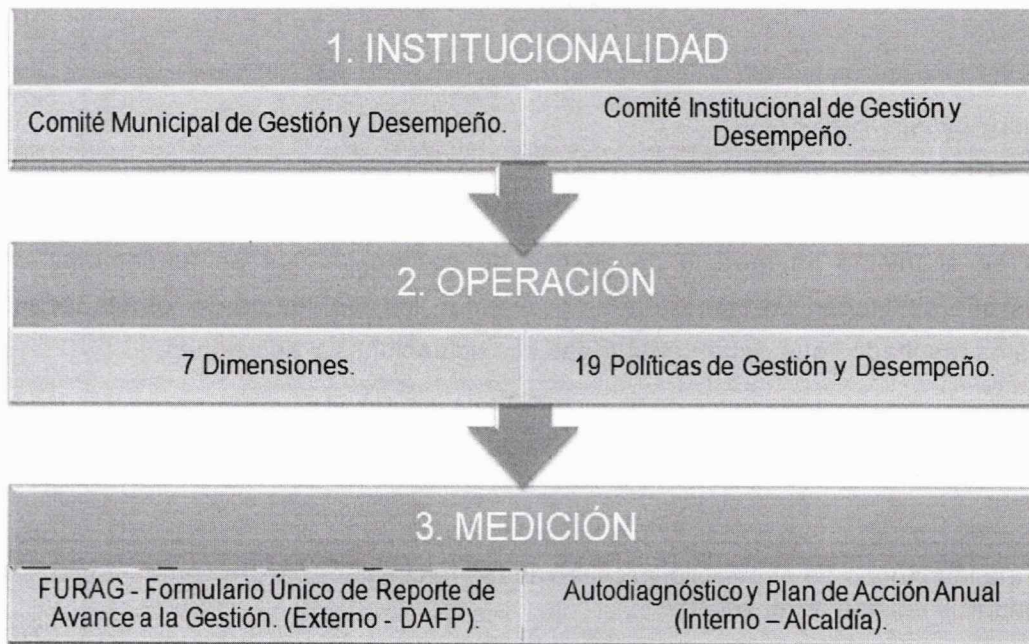 1. INSTITUCIONALIDAD
Comité Municipal de Gestión y Desempeño.
Comité Institucional de Gestión y
Desempeño.
2. OPERACIÓN
7 Dimensiones.
19 Políticas de Gestión y Desempeño.
3. MEDICIÓN
FURAG - Formulario Único de Reporte de
Avance a la Gestión. (Externo - DAFP).
Autodiagnóstico y Plan de Acción Anual
(Interno – Alcaldía).